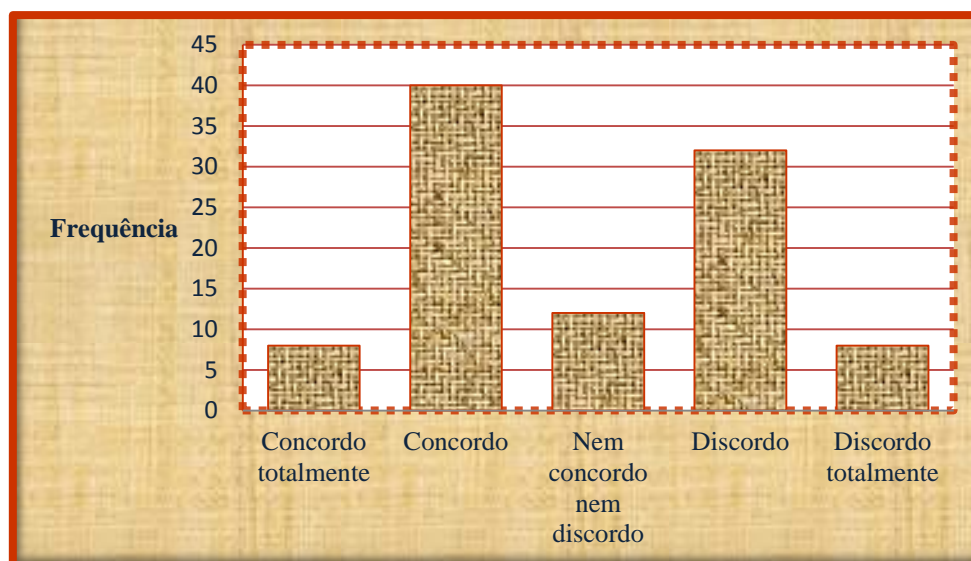 45
40
35
30
25
20
15
10
5
0
Frequência
Concordo
totalmente
Concordo
Nem
concordo
nem
discordo
Discordo
Discordo
totalmente